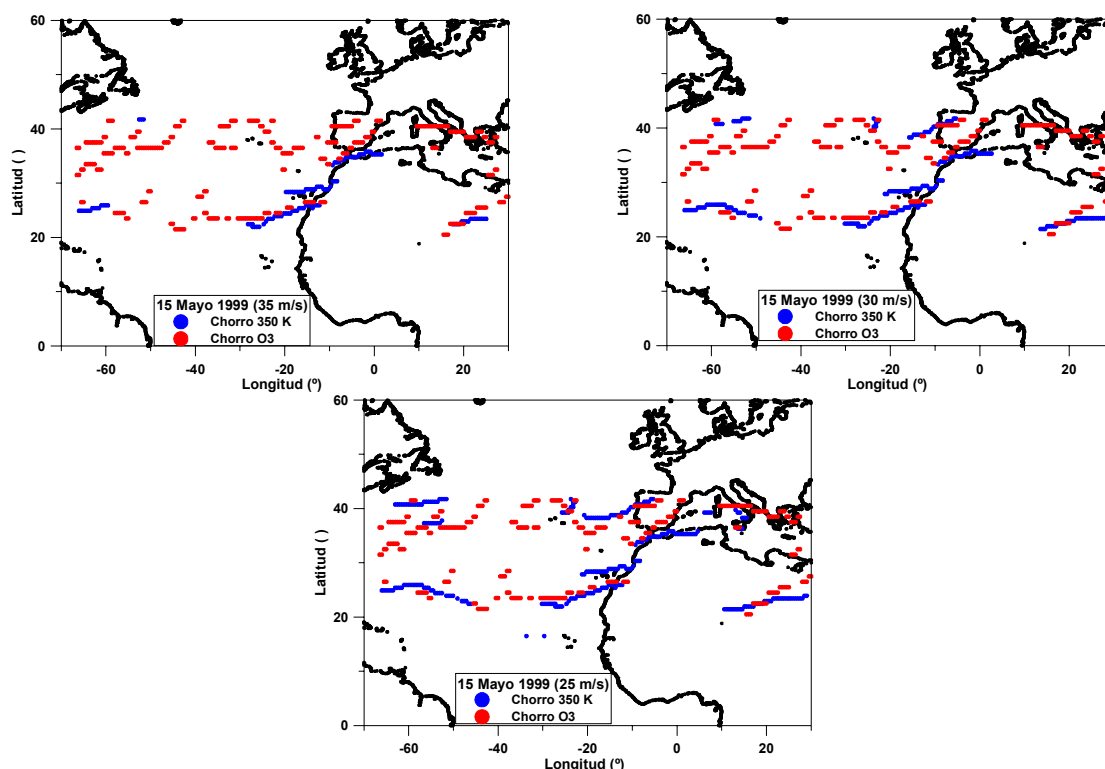 60
40
20
0
Latitud ( )
-60
-40
-20
0
20
Longitud (º)
15 Mayo 1999 (35 m/s)
Chorro 350 K
Chorro O3
60
40
20
0
Latitud ( )
-60
-40
-20
0
20
Longitud (º)
15 Mayo 1999 (30 m/s)
Chorro 350 K
Chorro O3
60
40
20
0
Latitud ( )
-60
-40
-20
0
20
Longitud (º)
15 Mayo 1999 (25 m/s)
Chorro 350 K
Chorro O3